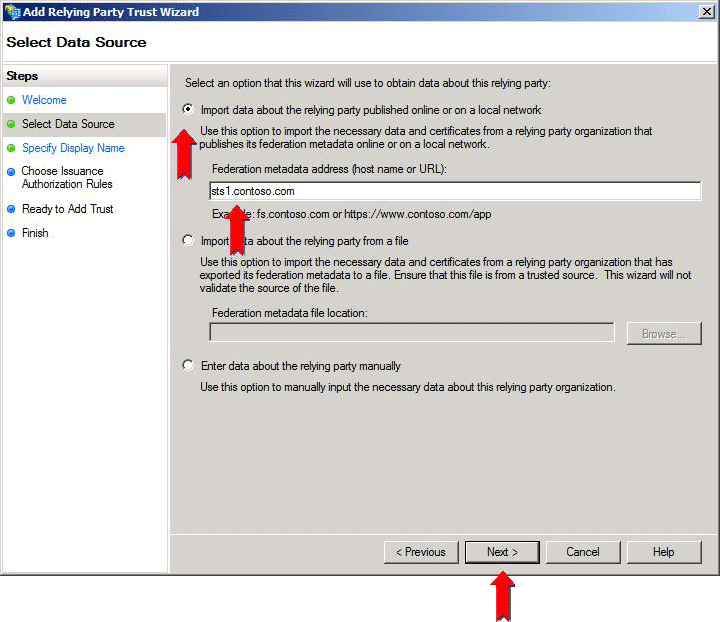 Add Relying Party Trust Wizard
Select Data Source
Steps
Welcome
Select Data Source
Specify Display Name
Choose Issuance
Authorization Rules
Ready to Add Trust
Finish
Select an option that this wizard will use to obtain data about this relying party:
Import data about the relying party published online or on a local network
Use this option to import the necessary data and certificates from a relying party organization that
publishes its federation metadata online or on a local network.
Federation metadata address (host name or URL):
sts1.contoso.com
fs.contoso.com or https://www.contoso.com/app
Import data about the relying party from a file
Use this option to import the necessary data and certificates from a relying party organization that has
exported its federation metadata to a file. Ensure that this file is from a trusted source. This wizard will not
validate the source of the file.
Federation metadata file location:
Browse...
Enter data about the relying party manually
Use this option to manually input the necessary data about this relying party organization.
< Previous
Next >
Cancel
Help